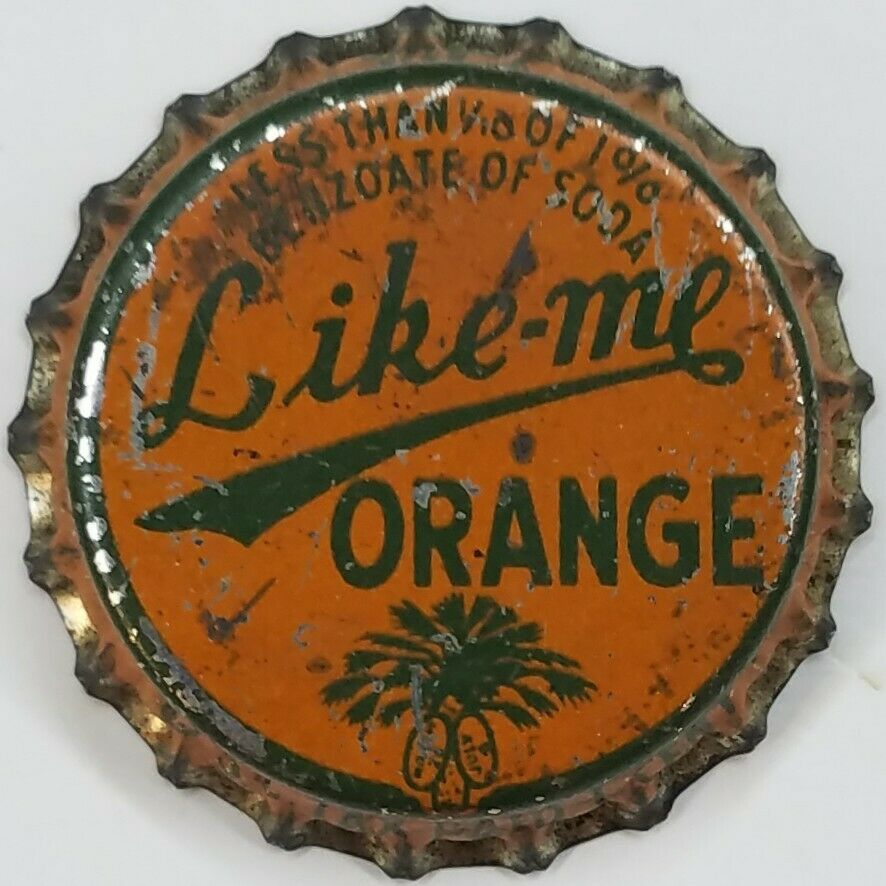 LESS THAN 1/10 OF 1%
BENZOATE OF SODA
Like-me
ORANGE